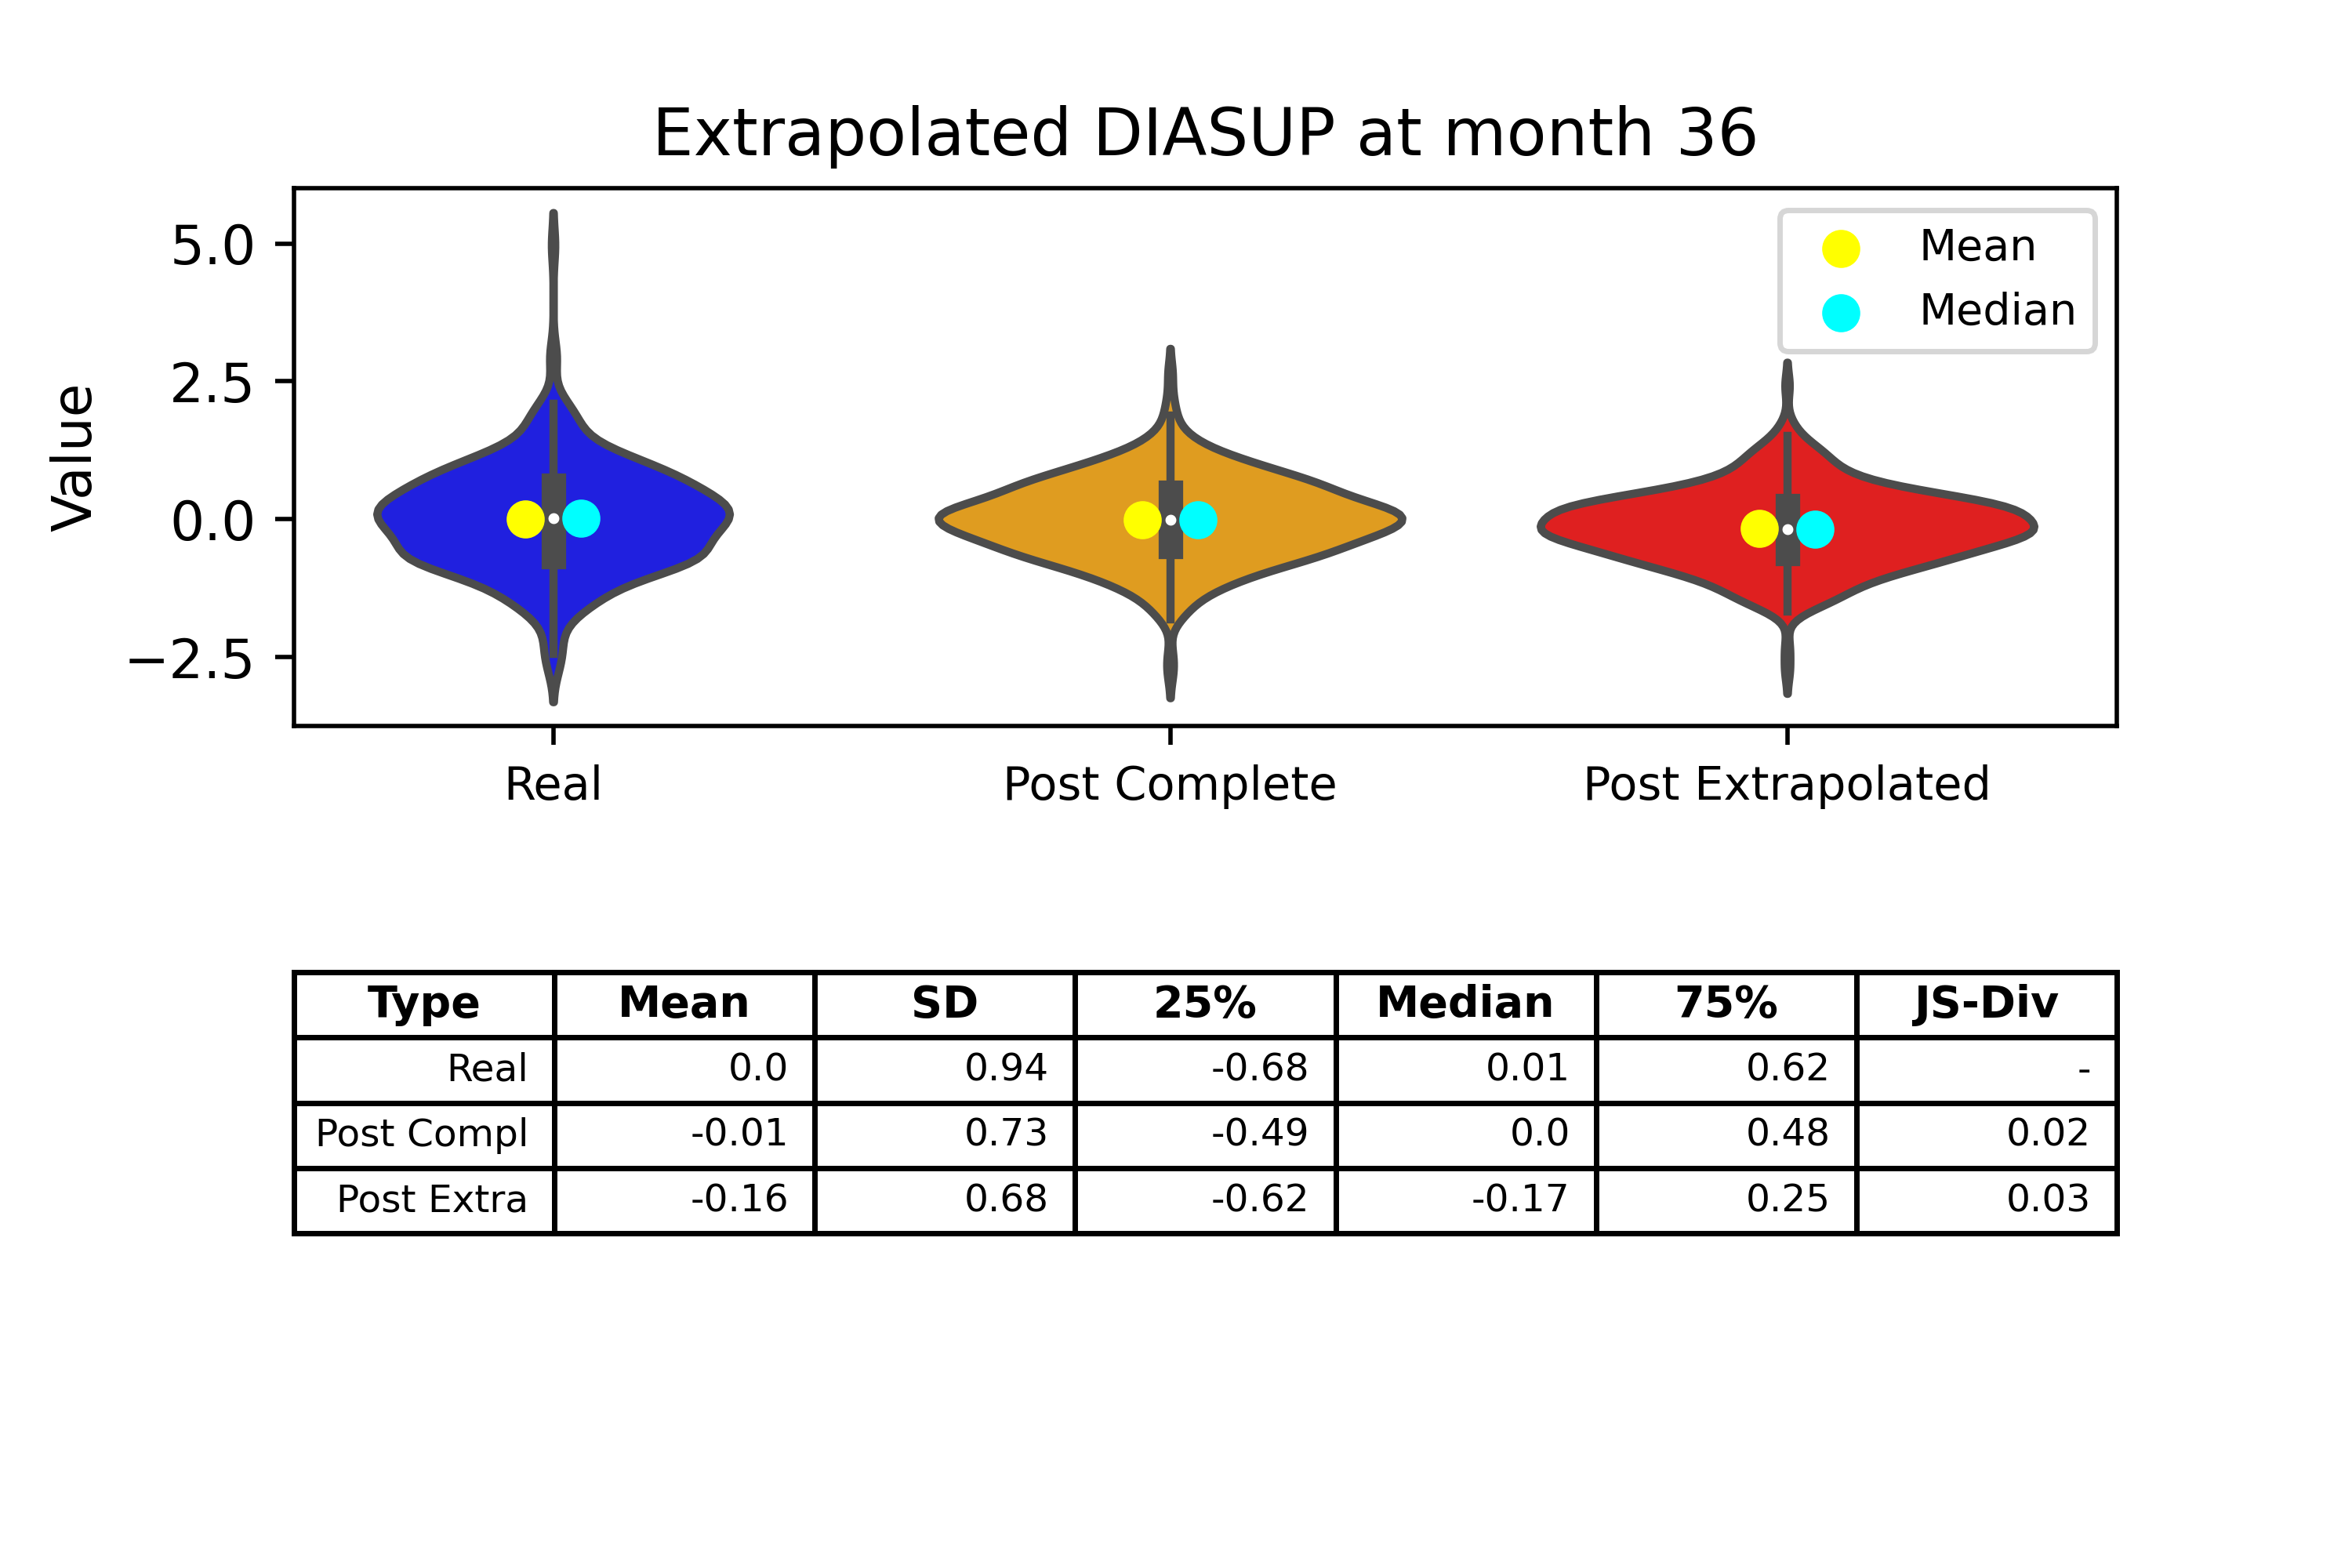 Extrapolated DIASUP at month 36
Value
5.0
2.5
0.0
−2.5
Mean
Median
Real Post Complete Post Extrapolated
Type Mean SD 25% Median 75% JS-Div
Real 0.0 0.94 -0.68 0.01 0.62 -
Post Compl -0.01 0.73 -0.49 0.0 0.48 0.02
Post Extra -0.16 0.68 -0.62 -0.17 0.25 0.03